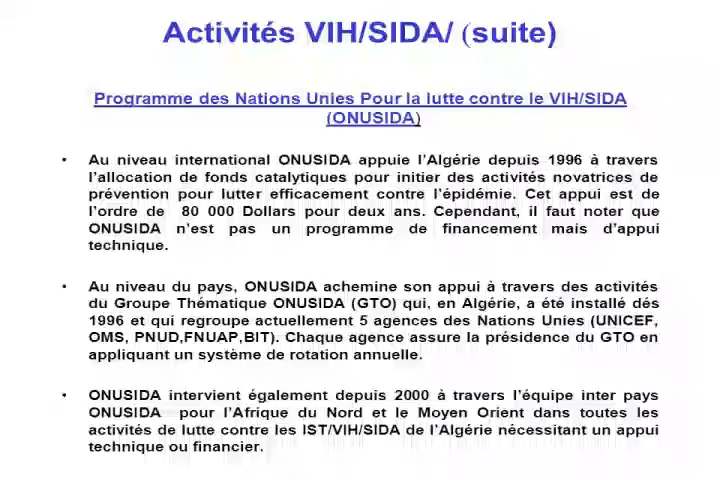 Activités VIH/SIDA/ (suite)
Programme des Nations Unies Pour la lutte contre le VIH/SIDA
(ONUSIDA)
• Au niveau international ONUSIDA appuie l'Algérie depuis 1996 à travers
l'allocation de fonds catalytiques pour initier des activités novatrices de
prévention pour lutter efficacement contre l'épidémie. Cet appui est de
l'ordre de 80 000 Dollars pour deux ans. Cependant, il faut noter que
ONUSIDA n'est pas un programme de financement mais d'appui
technique.
• Au niveau du pays, ONUSIDA achemine son appui à travers des activités
du Groupe Thématique ONUSIDA (GTO) qui, en Algérie, a été installé dés
1996 et qui regroupe actuellement 5 agences des Nations Unies (UNICEF,
OMS, PNUD,FNUAP,BIT). Chaque agence assure la présidence du GTO en
appliquant un système de rotation annuelle.
• ONUSIDA intervient également depuis 2000 à travers l'équipe inter pays
ONUSIDA pour l'Afrique du Nord et le Moyen Orient dans toutes les
activités de lutte contre les IST/VIH/SIDA de l'Algérie nécessitant un appui
technique ou financier.